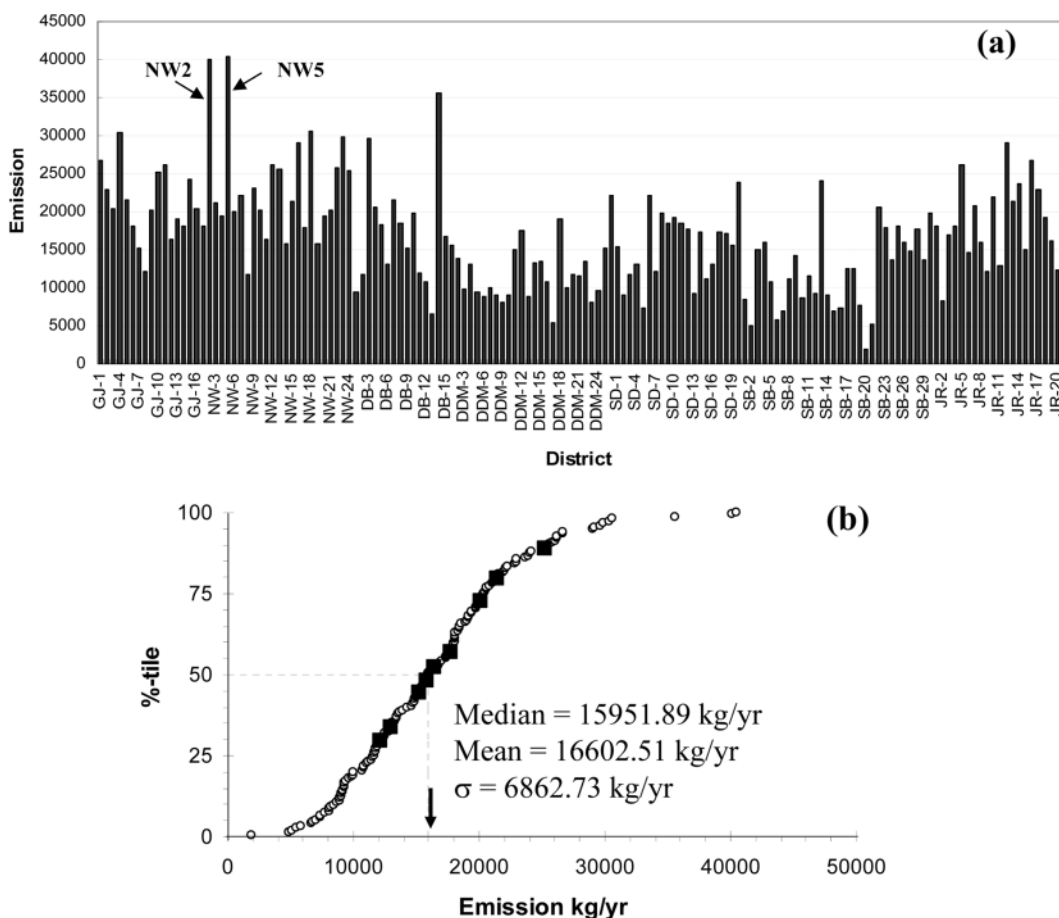 (a)
NW2
NW5
Emission
45000
40000
35000
30000
25000
20000
15000
10000
5000
0
GJ-1
GJ-4
GJ-7
GJ-10
GJ-13
GJ-16
NW-3
NW-6
NW-9
NW-12
NW-15
NW-18
NW-21
NW-24
DB-3
DB-6
DB-9
DB-12
DB-15
DDM-3
DDM-6
DDM-9
DDM-12
DDM-15
DDM-18
DDM-21
DDM-24
SD-1
SD-4
SD-7
SD-10
SD-13
SD-16
SD-19
SB-2
SB-5
SB-8
SB-11
SB-14
SB-17
SB-20
SB-23
SB-26
SB-29
JR-2
JR-5
JR-8
JR-11
JR-14
JR-17
JR-20
District
(b)
%-tile
100
75
50
25
0
Median = 15951.89 kg/yr
Mean = 16602.51 kg/yr
σ = 6862.73 kg/yr
0 10000 20000 30000 40000 50000
Emission kg/yr